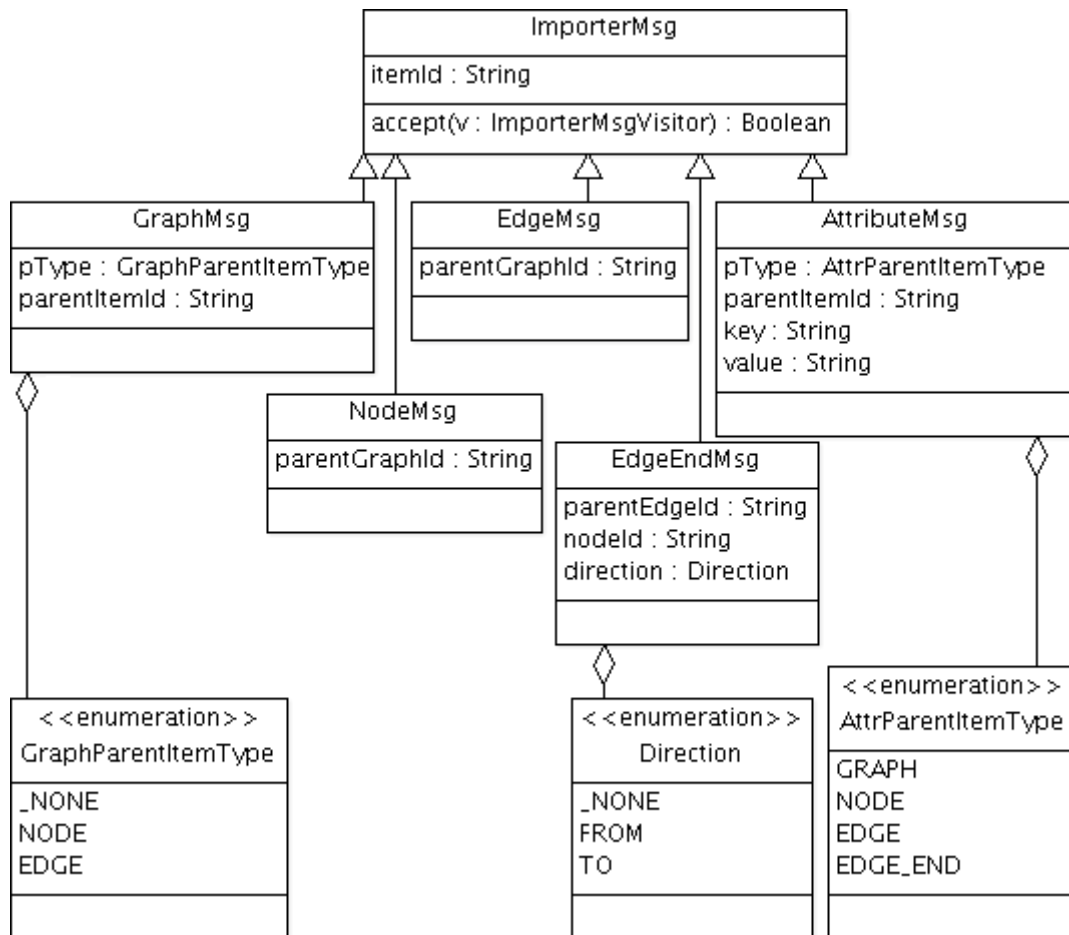 ImporterMsg
itemId : String
accept(v : ImporterMsgVisitor) : Boolean
GraphMsg
pType : GraphParentItemType
parentItemId : String
EdgeMsg
parentGraphId : String
AttributeMsg
pType : AttrParentItemType
parentItemId : String
key : String
value : String
NodeMsg
parentGraphId : String
EdgeEndMsg
parentEdgeId : String
nodeId : String
direction : Direction
<<enumeration>>
GraphParentItemType
_NONE
NODE
EDGE
<<enumeration>>
Direction
_NONE
FROM
TO
<<enumeration>>
AttrParentItemType
GRAPH
NODE
EDGE
EDGE_END